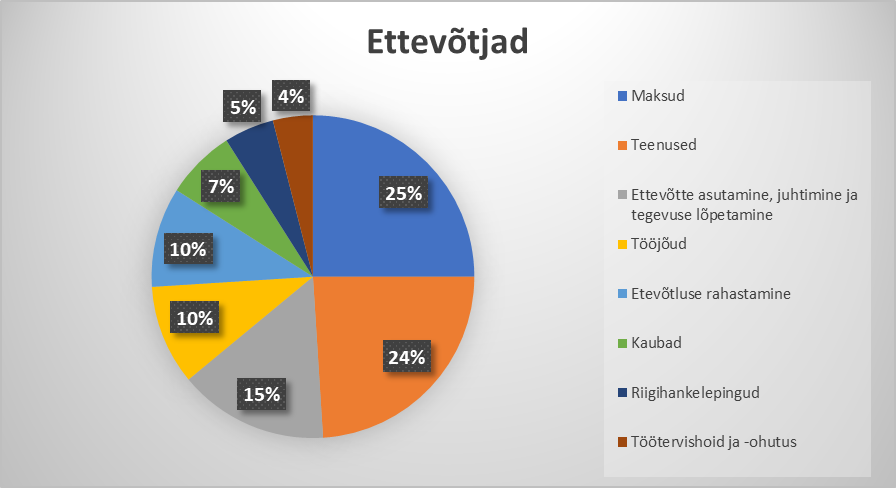 Ettevõtjad
4%
5%
25%
7%
10%
10%
24%
15%
Maksud
Teenused
Ettevõtte asutamine, juhtimine ja
tegevuse lõpetamine
Tööjõud
Etevõtluse rahastamine
Kaubad
Riigihankelepingud
Töötervishoid ja -ohutus